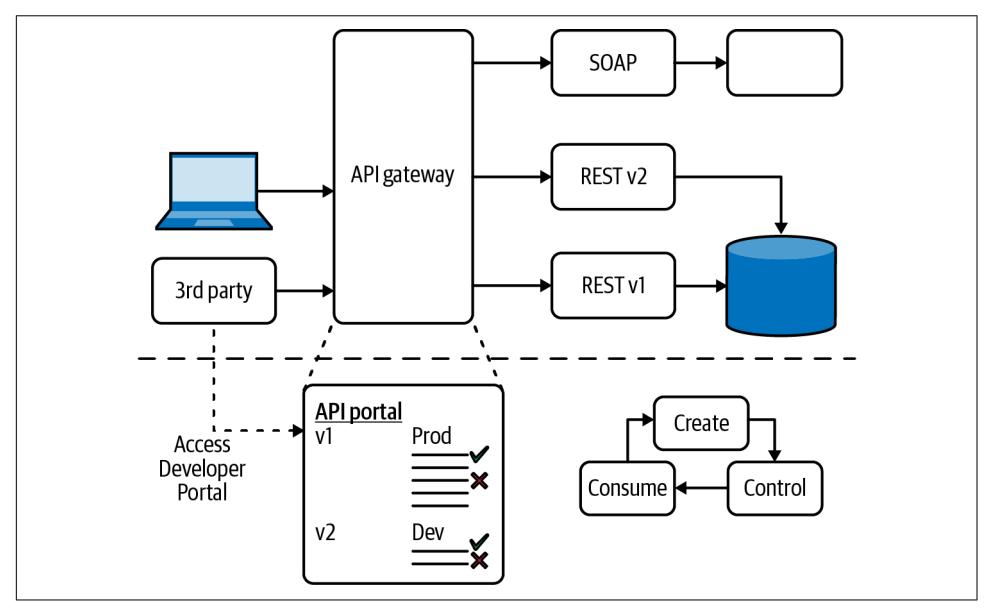 SOAP
API gateway
REST v2
3rd party
REST v1
API portal
v1 Prod
v2 Dev
Access
Developer
Portal
Create
Consume
Control